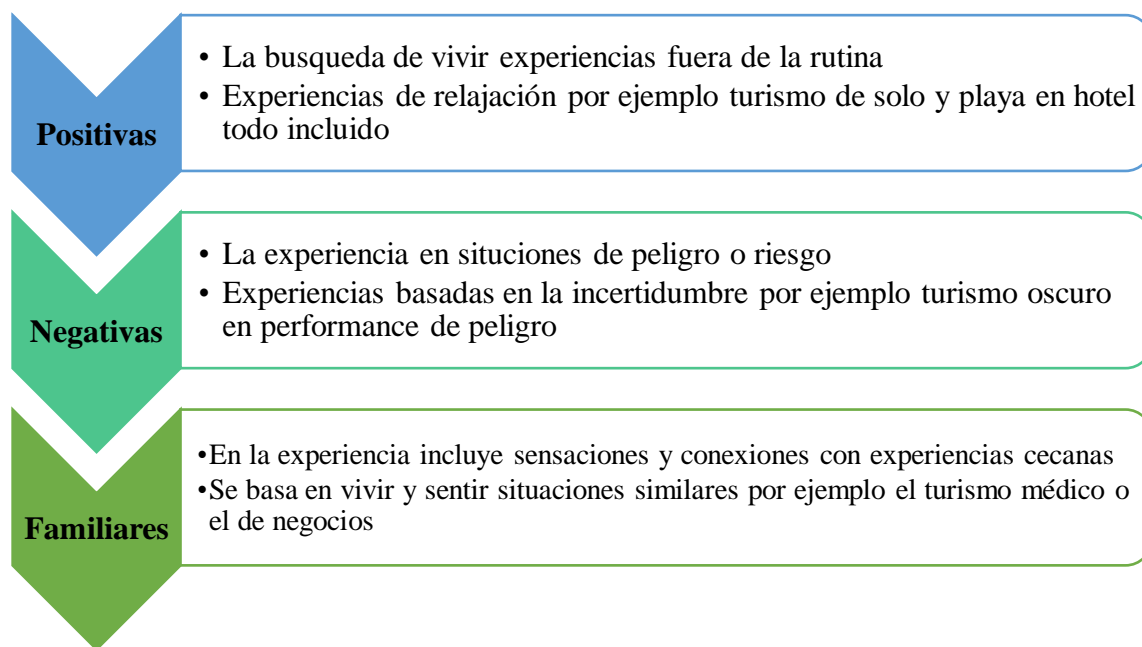 Positivas
• La busqueda de vivir experiencias fuera de la rutina
• Experiencias de relajación por ejemplo turismo de solo y playa en hotel
todo incluido
Negativas
• La experiencia en situciones de peligro o riesgo
• Experiencias basadas en la incertidumbre por ejemplo turismo oscuro
en performance de peligro
Familiares
•En la experiencia incluye sensaciones y conexiones con experiencias cecanas
•Se basa en vivir y sentir situaciones similares por ejemplo el turismo médico o
el de negocios